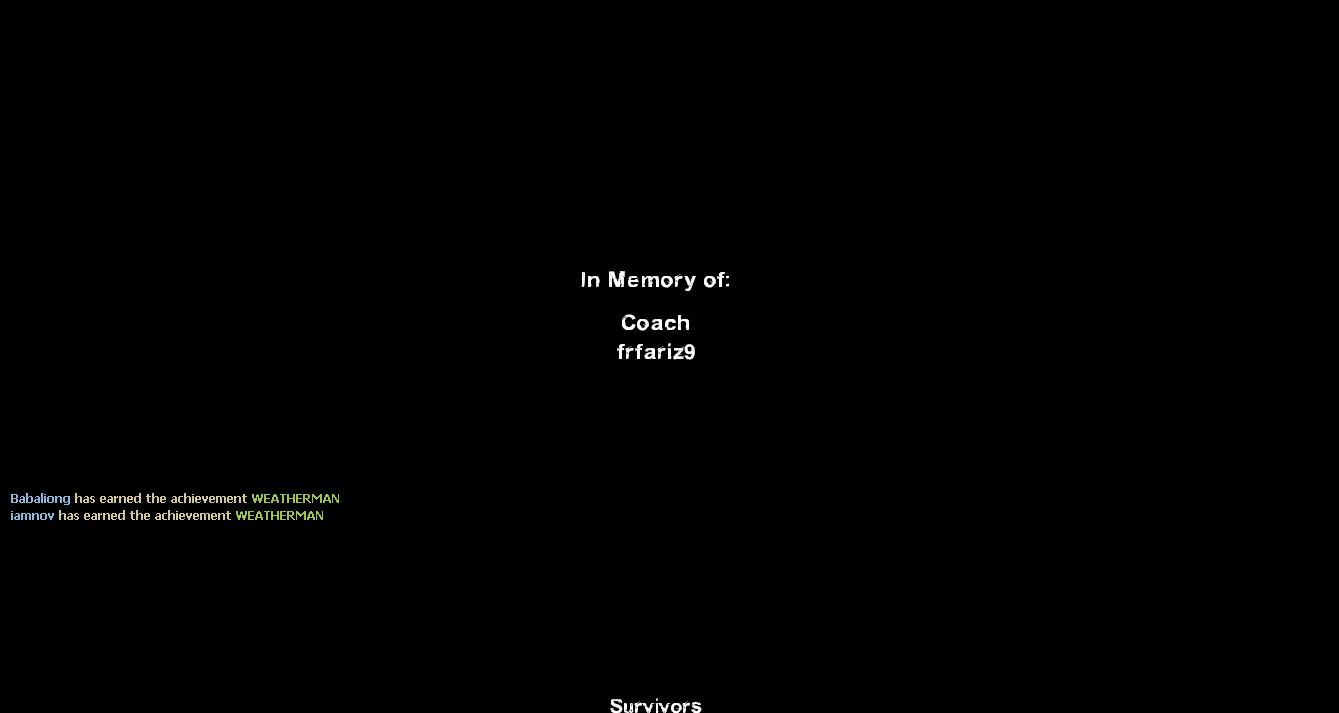 In Memory of:
Coach
frfariz9
Babaliong has earned the achievement WEATHERMAN
iamnov has earned the achievement WEATHERMAN
Survivors